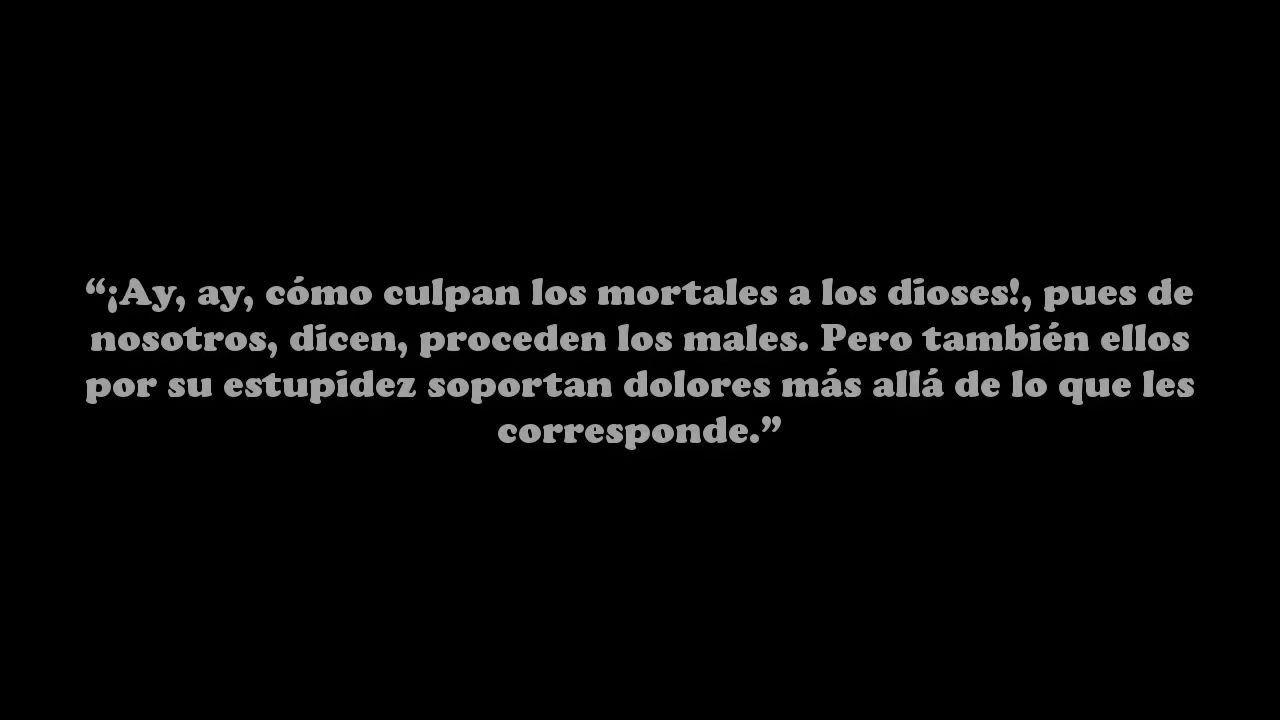 “¡Ay, ay, cómo culpan los mortales a los dioses!, pues de
nosotros, dicen, proceden los males. Pero también ellos
por su estupidez soportan dolores más allá de lo que les
corresponde.”